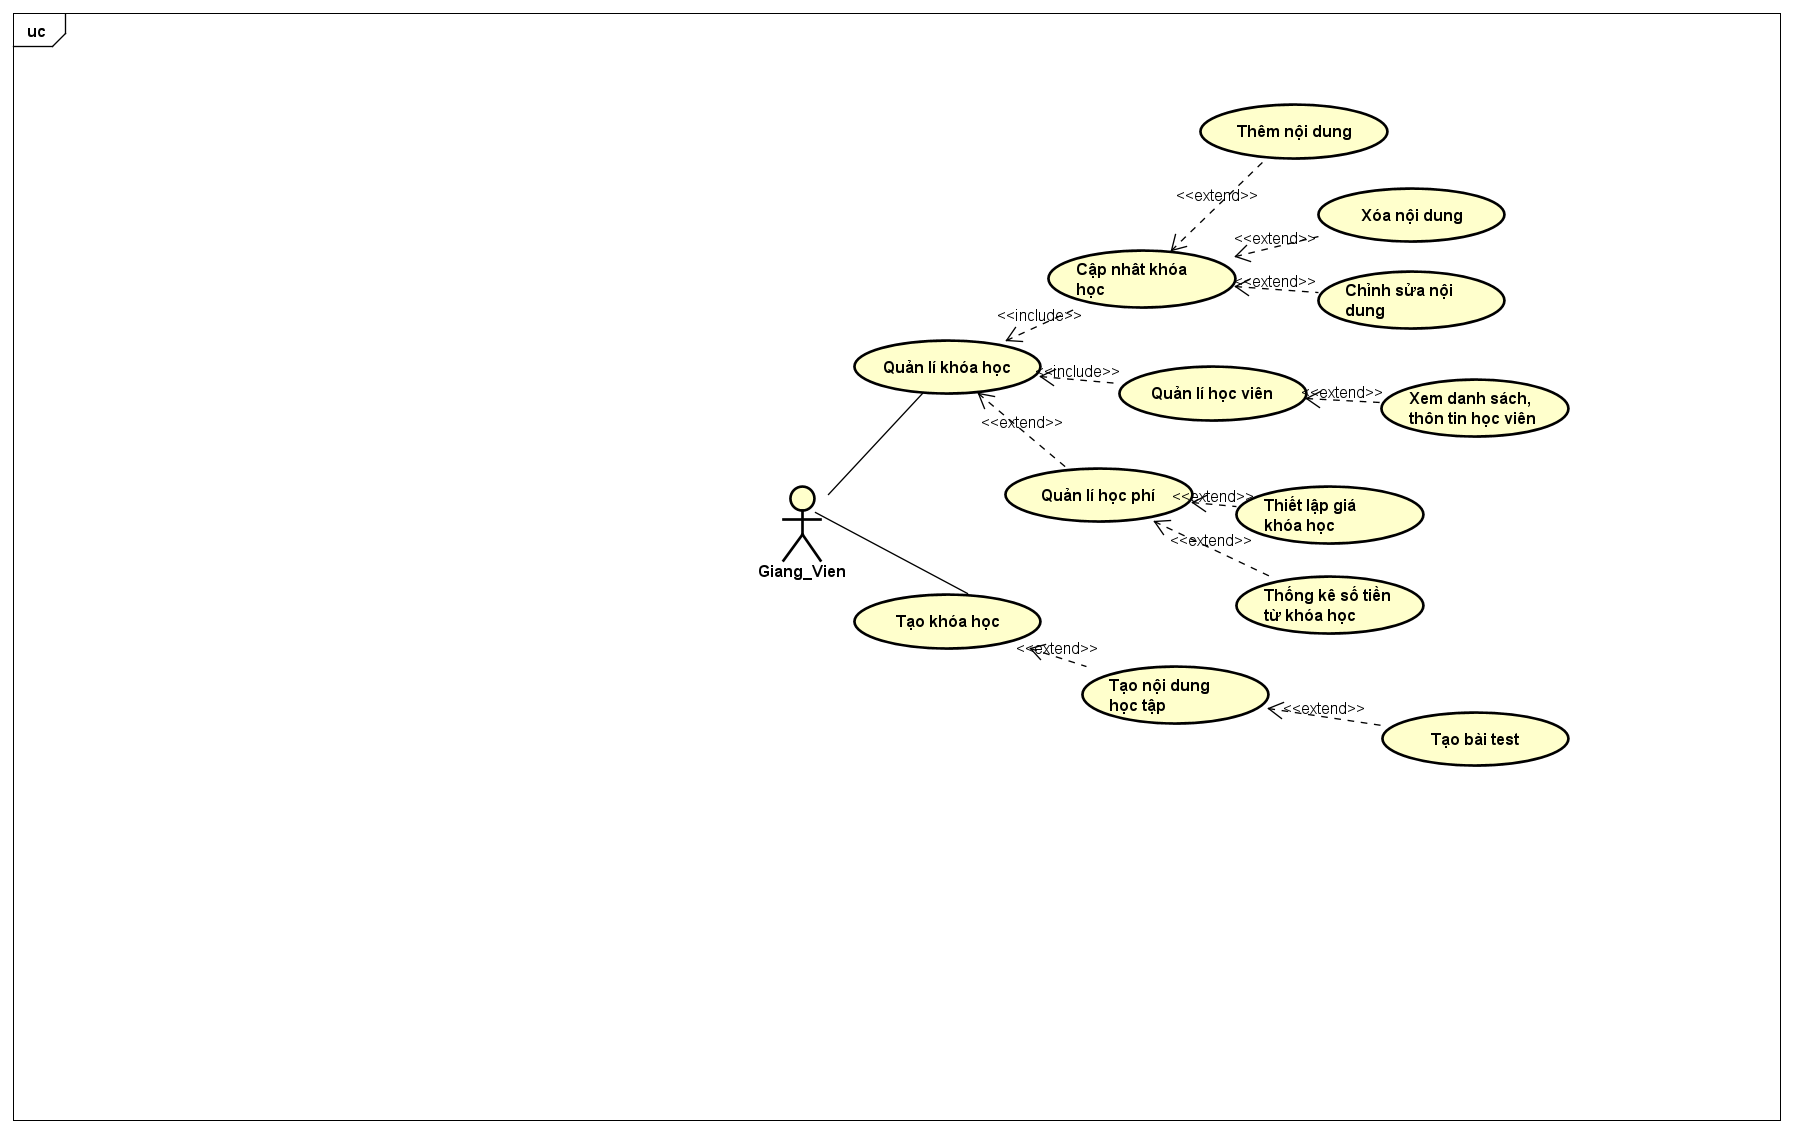 uc
Thêm nội dung
<<extend>>
Xóa nội dung
<<extend>>
Cập nhât khóa
học
<<extend>>
Chỉnh sửa nội
dung
<<include>>
Quản lí khóa học
<<include>>
Quản lí học viên
<<extend>>
Xem danh sách,
thôn tin học viên
<<extend>>
Quản lí học phí
<<extend>>
Thiết lập giá
khóa học
<<extend>>
Thống kê số tiền
từ khóa học
Giang_Vien
Tạo khóa học
<<extend>>
Tạo nội dung
học tập
<<extend>>
Tạo bài test